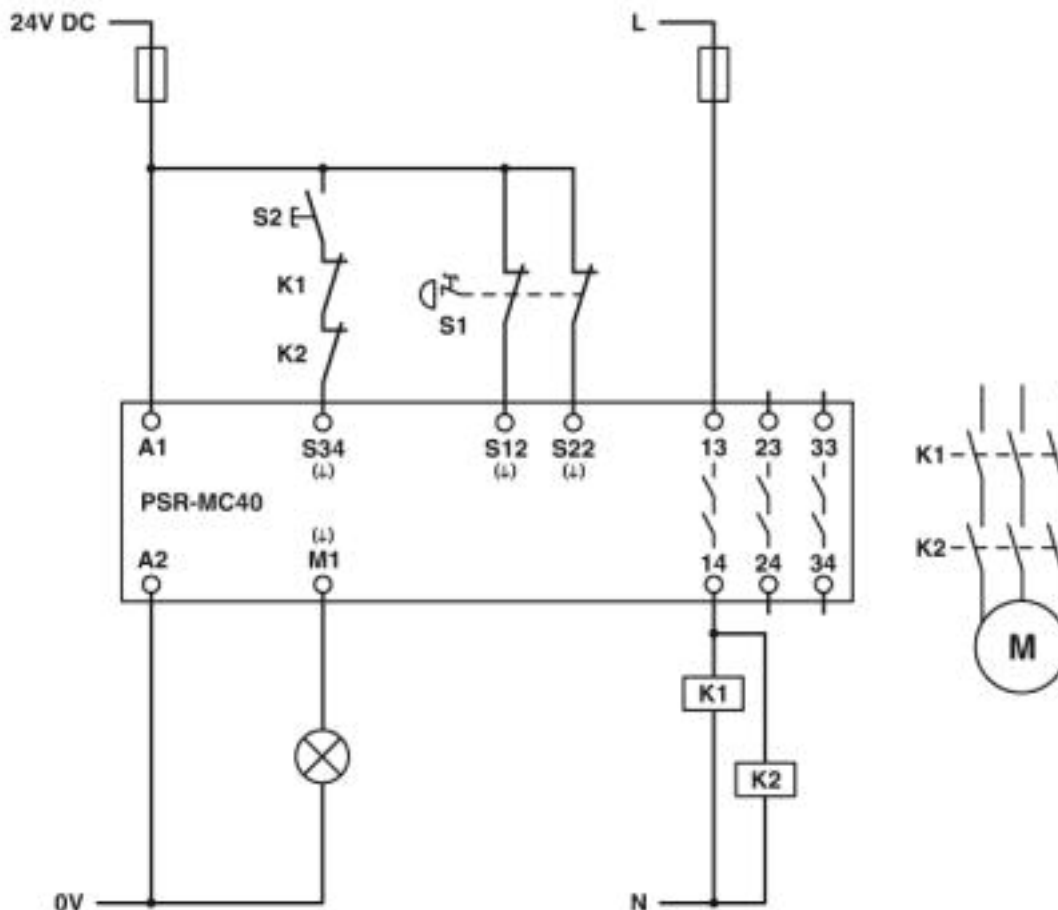 24V DC
L
S2
K1
S1
K2
A1
S34
S12
S22
13
23
33
(↓)
(↓)
(↓)
PSR-MC40
(↓)
A2
M1
14
24
34
K1
K2
0V
N
K1
K2
M